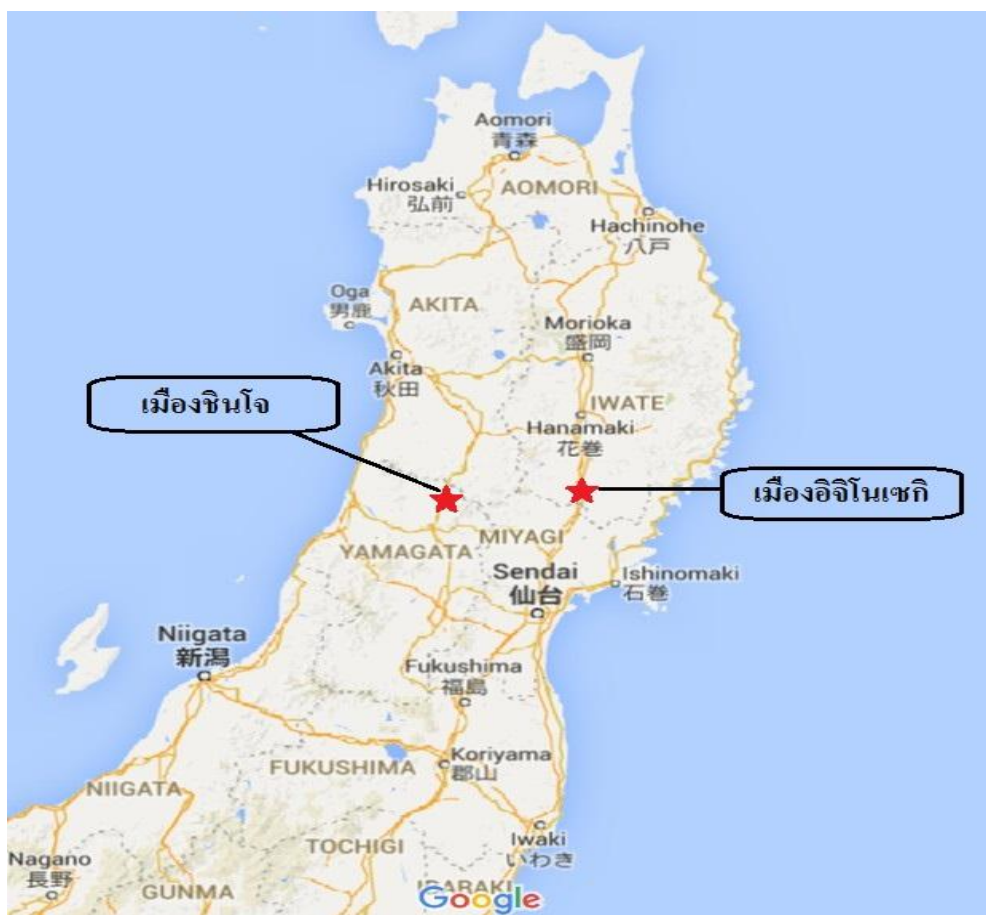 Aomori
青森
Hirosaki
弘前
AOMORI
Hachinohe
八戸
Oga
男鹿
AKITA
Morioka
盛岡
Akita
秋田
เมืองชินโจ
IWATE
Hanamaki
花巻
เมืองอิจิโนเซกิ
MIYAGI
YAMAGATA
Sendai
仙台
Ishinomaki
石巻
Niigata
新潟
Fukushima
福島
FUKUSHIMA
Koriyama
郡山
NIIGATA
TOCHIGI
Iwaki
いわき
Nagano
長野
GUNMA
IBARAKI
Google